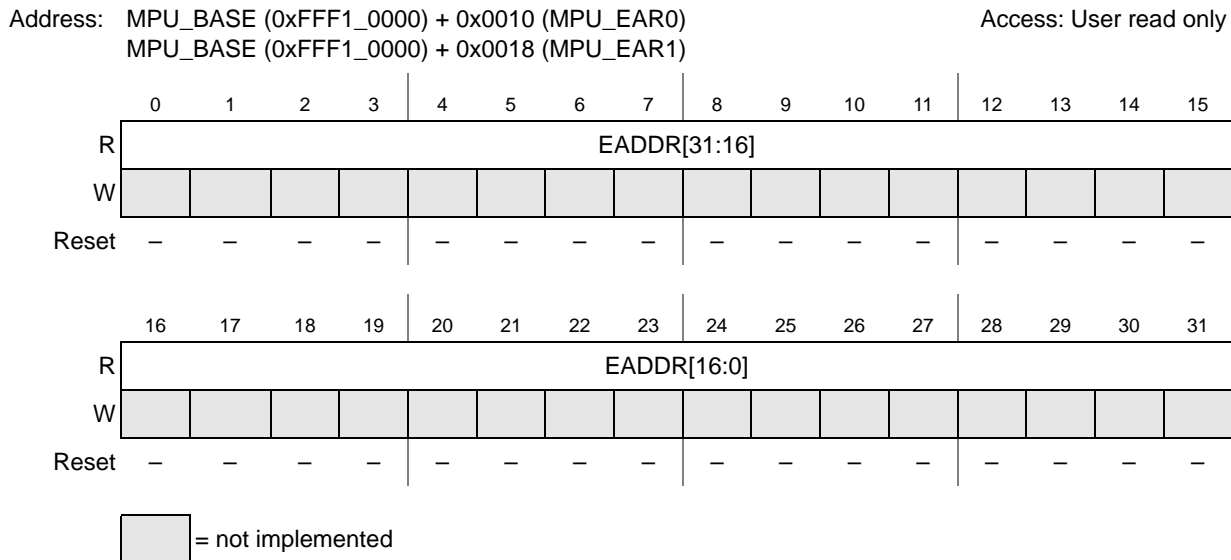 Address: MPU_BASE (0xFFF1_0000) + 0x0010 (MPU_EAR0) Access: User read only
MPU_BASE (0xFFF1_0000) + 0x0018 (MPU_EAR1)
0 1 2 3 4 5 6 7 8 9 10 11 12 13 14 15
R EADDR[31:16]
W
Reset – – – – – – – – – – – – – – – –
16 17 18 19 20 21 22 23 24 25 26 27 28 29 30 31
R EADDR[16:0]
W
Reset – – – – – – – – – – – – – – – –
= not implemented